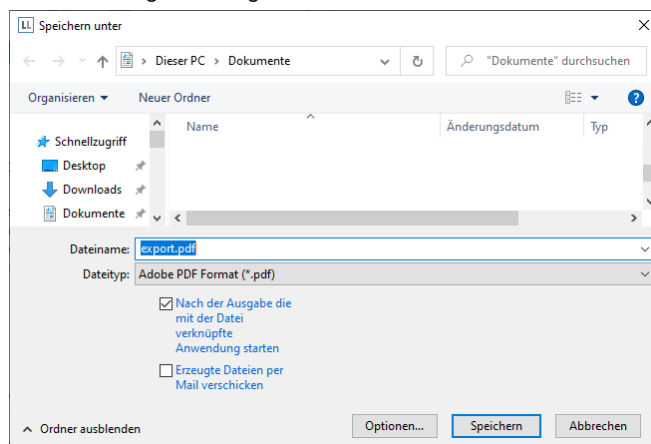 LL Speichern unter
Dieser PC > Dokumente
"Dokumente" durchsuchen
Organisieren
Neuer Ordner
Name
Änderungsdatum
Typ
Schnellzugriff
Desktop
Downloads
Dokumente
Dateiname: export.pdf
Dateityp: Adobe PDF Format (*.pdf)
Nach der Ausgabe die
mit der Datei
verknüpfte
Anwendung starten
Erzeugte Dateien per
Mail verschicken
Ordner ausblenden
Optionen...
Speichern
Abbrechen